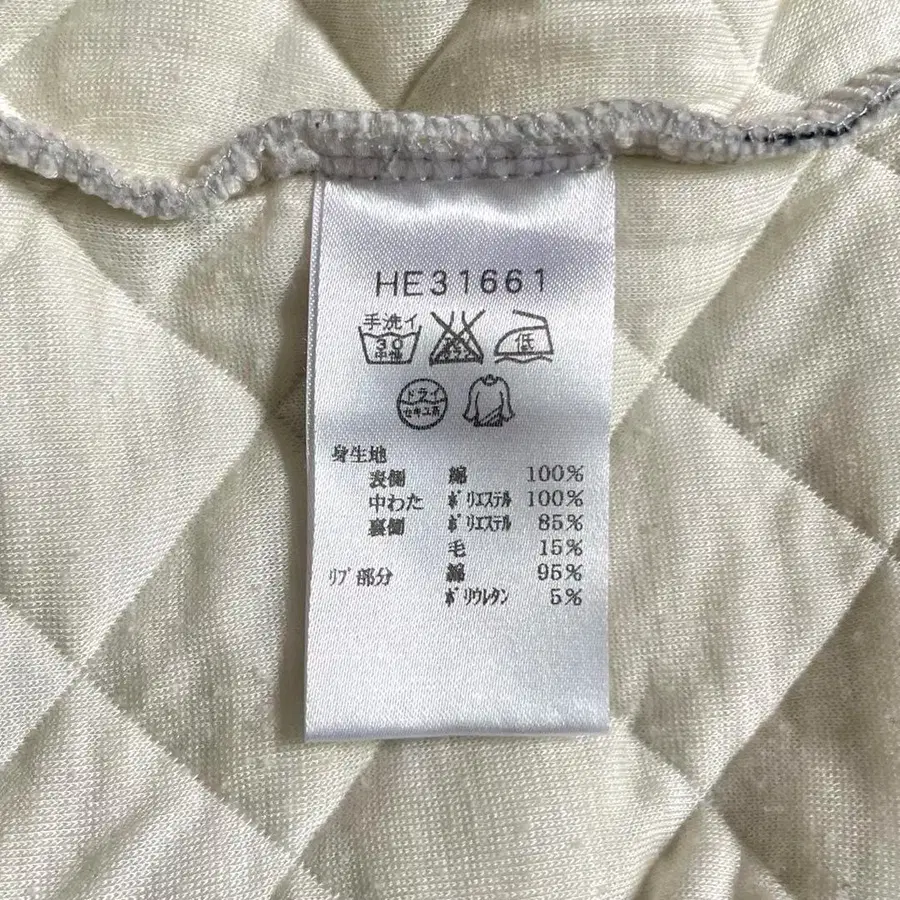 HE31661
手洗イ
30
中性
低
ドライ
セキユ系
身生地
表側 綿 100%
中わた ポリエステル 100%
裏側 ポリエステル 85%
毛 15%
リブ部分 綿 95%
ポリウレタン 5%